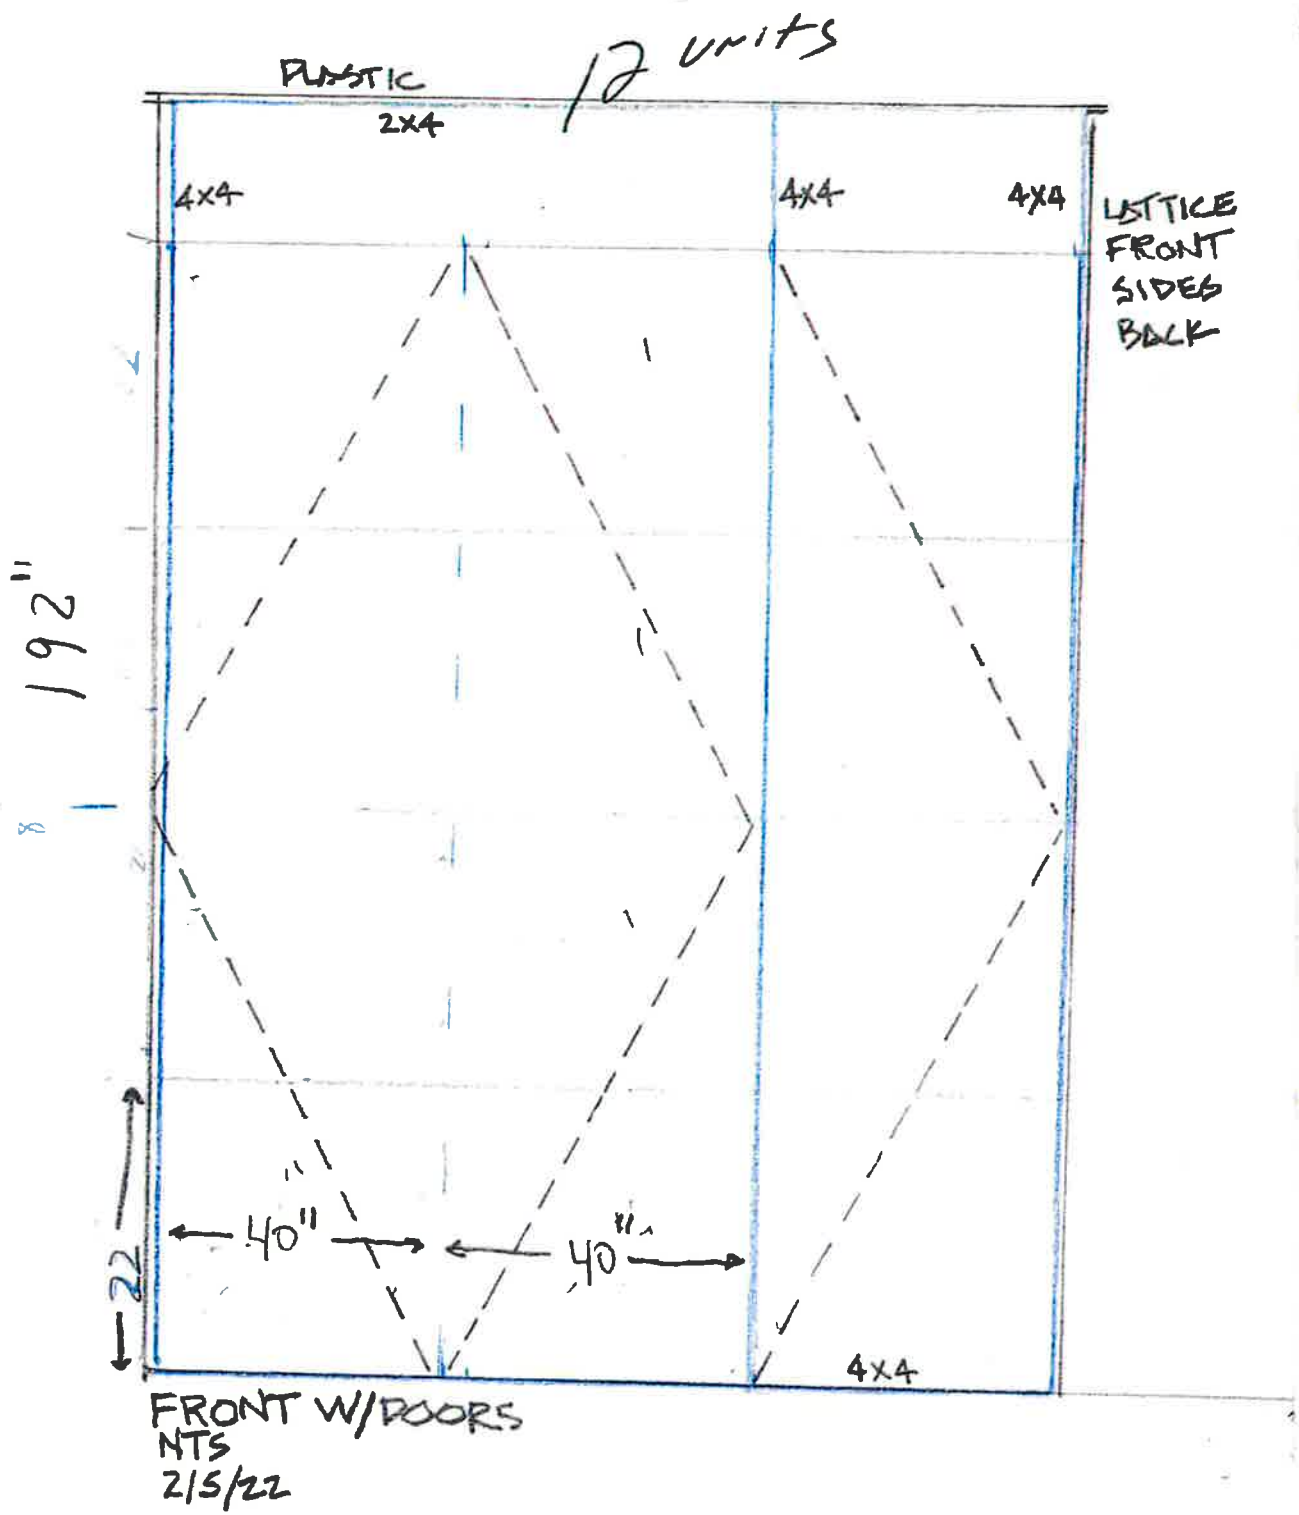 12 UNITS
PLASTIC
2X4
4X4
4X4
4X4
LATTICE
FRONT
SIDES
BACK
192"
8
22
40"
40"
4X4
FRONT W/DOORS
NTS
2/5/22